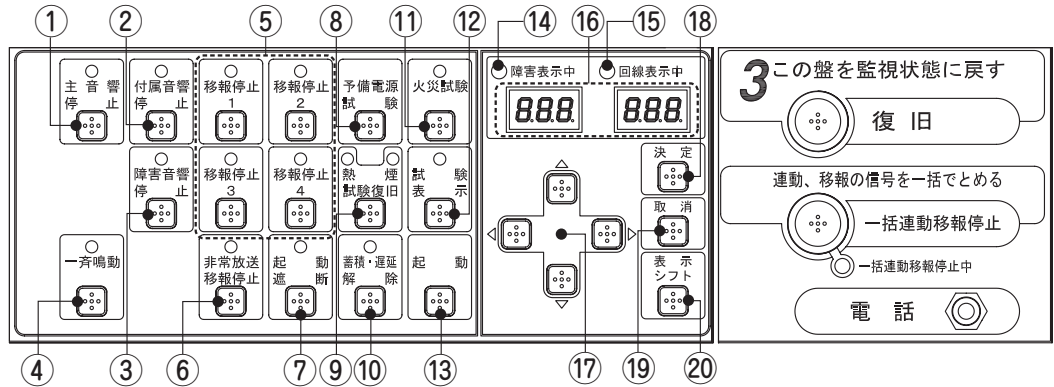 ① ② ⑤ ⑧ ⑪ ⑫ ⑭ ⑯ ⑮ ⑱
主音響
停止
付属音響
停止
移報停止
1
移報停止
2
予備電源
試験
火災試験
障害音響
停止
移報停止
3
移報停止
4
熱 煙
試験復旧
試験
表示
一斉鳴動
非常放送
移報停止
起動
遮断
蓄積・遅延
解除
起動
障害表示中
回線表示中
8.8.8. 8.8.8.
決定
取消
表示
シフト
3この盤を監視状態に戻す
復旧
連動、移報の信号を一括でとめる
一括連動移報停止
一括連動移報停止中
電話
④ ③ ⑥ ⑦ ⑨ ⑩ ⑬ ⑰ ⑲ ⑳